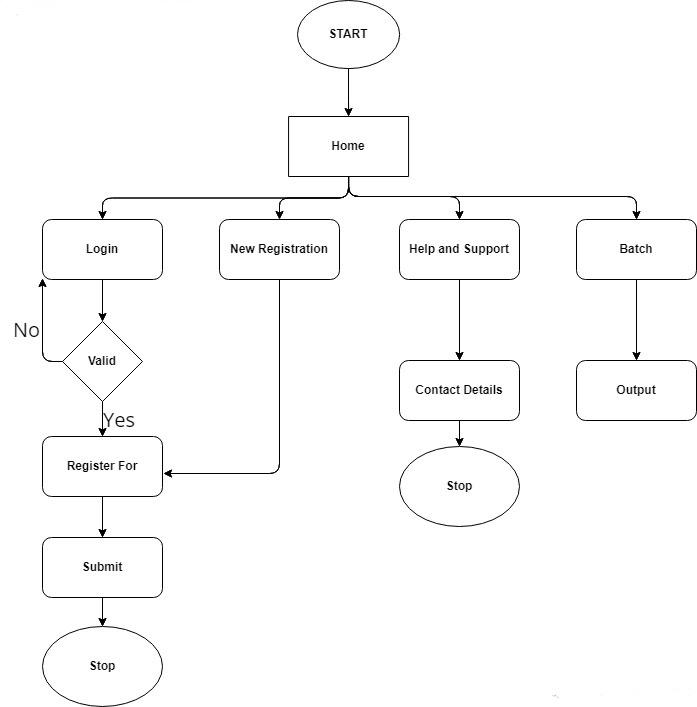 START
Home
Login
New Registration
Help and Support
Batch
No
Valid
Contact Details
Output
Yes
Register For
Stop
Submit
Stop